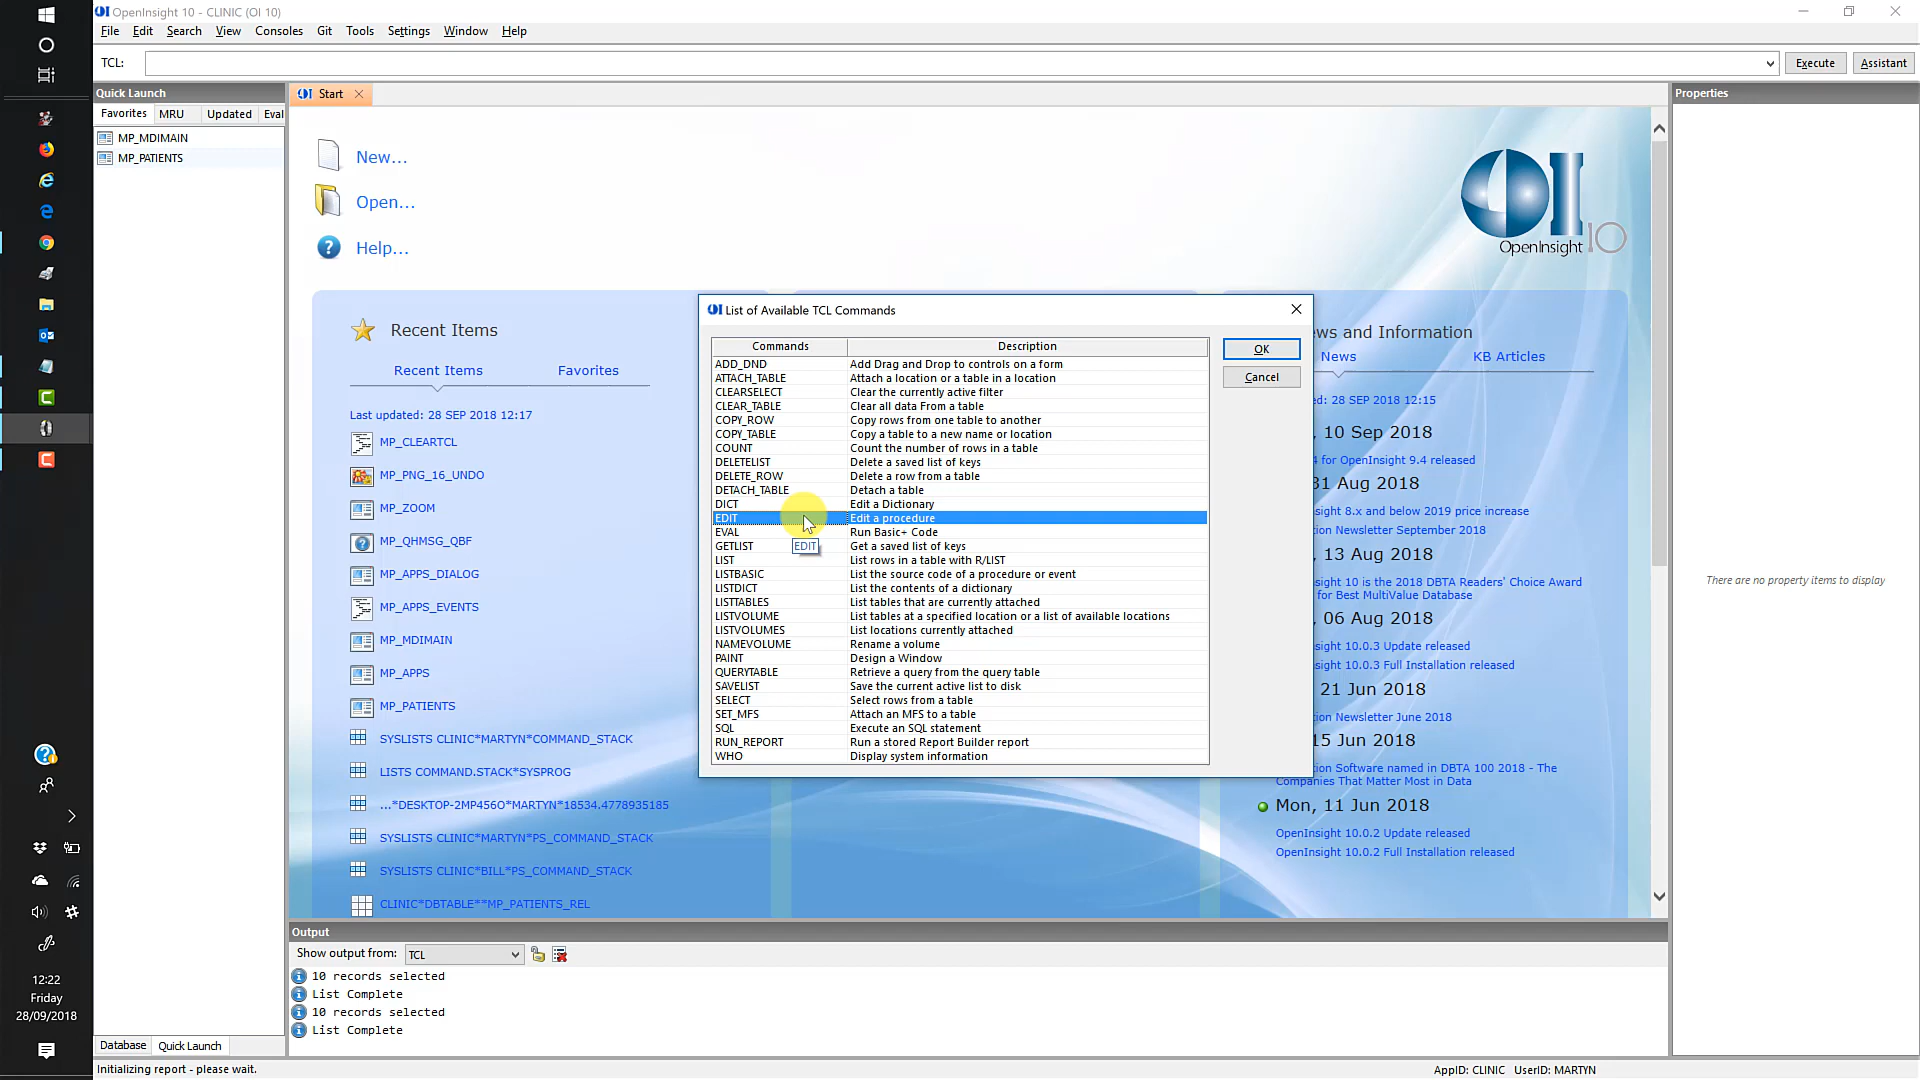 OpenInsight 10 - CLINIC (OI 10)
File Edit Search View Consoles Git Tools Settings Window Help
TCL: Execute Assistant
Quick Launch
Favorites MRU Updated Eval
MP_MDIMAIN
MP_PATIENTS
Start
New...
Open...
Help...
OpenInsight 10
Recent Items
Recent Items Favorites
Last updated: 28 SEP 2018 12:17
MP_CLEARTCL
MP_PNG_16_UNDO
MP_ZOOM
MP_QHMSG_QBF
MP_APPS_DIALOG
MP_APPS_EVENTS
MP_MDIMAIN
MP_APPS
MP_PATIENTS
SYSLISTS CLINIC*MARTYN*COMMAND_STACK
LISTS COMMAND.STACK*SYSPROG
...*DESKTOP-2MP456O*MARTYN*18534.4778935185
SYSLISTS CLINIC*MARTYN*PS_COMMAND_STACK
SYSLISTS CLINIC*BILL*PS_COMMAND_STACK
CLINIC*DBTABLE**MP_PATIENTS_REL
List of Available TCL Commands
Commands Description
ADD_DND Add Drag and Drop to controls on a form
ATTACH_TABLE Attach a location or a table in a location
CLEARSELECT Clear the currently active filter
CLEAR_TABLE Clear all data From a table
COPY_ROW Copy rows from one table to another
COPY_TABLE Copy a table to a new name or location
COUNT Count the number of rows in a table
DELETELIST Delete a saved list of keys
DELETE_ROW Delete a row from a table
DETACH_TABLE Detach a table
DICT Edit a Dictionary
EDIT Edit a procedure
EVAL Run Basic+ Code
GETLIST Get a saved list of keys
EDIT
LIST List rows in a table with R/LIST
LISTBASIC List the source code of a procedure or event
LISTDICT List the contents of a dictionary
LISTTABLES List tables that are currently attached
LISTVOLUME List tables at a specified location or a list of available locations
LISTVOLUMES List locations currently attached
NAMEVOLUME Rename a volume
PAINT Design a Window
QUERYTABLE Retrieve a query from the query table
SAVELIST Save the current active list to disk
SELECT Select rows from a table
SET_MFS Attach an MFS to a table
SQL Execute an SQL statement
RUN_REPORT Run a stored Report Builder report
WHO Display system information
OK
Cancel
ews and Information
News KB Articles
: 28 SEP 2018 12:15
, 10 Sep 2018
4 for OpenInsight 9.4 released
31 Aug 2018
sight 8.x and below 2019 price increase
tion Newsletter September 2018
, 13 Aug 2018
sight 10 is the 2018 DBTA Readers' Choice Award
for Best MultiValue Database
, 06 Aug 2018
sight 10.0.3 Update released
sight 10.0.3 Full Installation released
21 Jun 2018
tion Newsletter June 2018
15 Jun 2018
tion Software named in DBTA 100 2018 - The
Companies That Matter Most in Data
Mon, 11 Jun 2018
OpenInsight 10.0.2 Update released
OpenInsight 10.0.2 Full Installation released
Properties
There are no property items to display
Output
Show output from: TCL
10 records selected
List Complete
10 records selected
List Complete
Database Quick Launch
Initializing report - please wait.
AppID: CLINIC UserID: MARTYN
12:22
Friday
28/09/2018